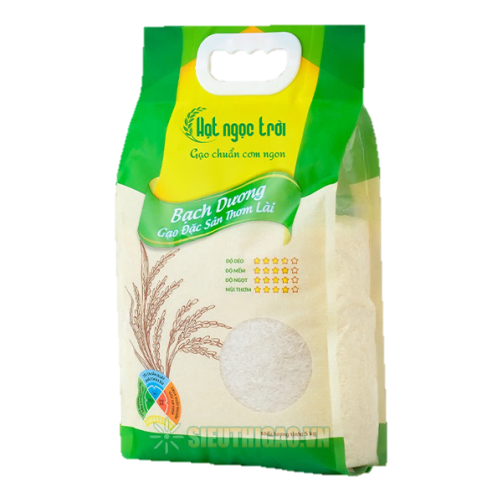 Hạt ngọc trời
Gạo chuẩn cơm ngon
Bạch Dương
Gạo Đặc Sản Thơm Lài
ĐỘ DẺO
ĐỘ MỀM
ĐỘ NGỌT
MÙI THƠM
SIEUTHIGAO.VN